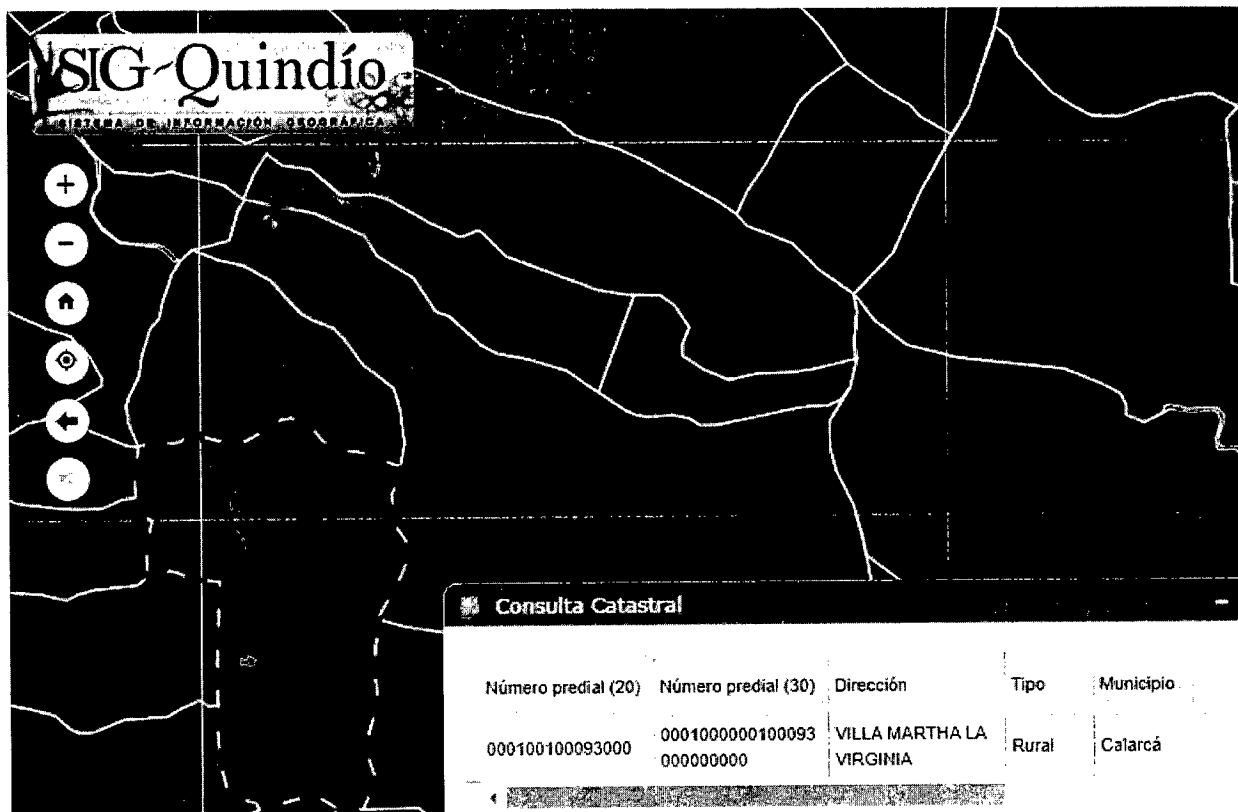 SIG-Quindío
SISTEMA DE INFORMACIÓN GEOGRÁFICA
Consulta Catastral
Número predial (20) Número predial (30) Dirección Tipo Municipio
000100100093000 0001000000100093 VILLA MARTHA LA Rural Calarcá
000000000 VIRGINIA